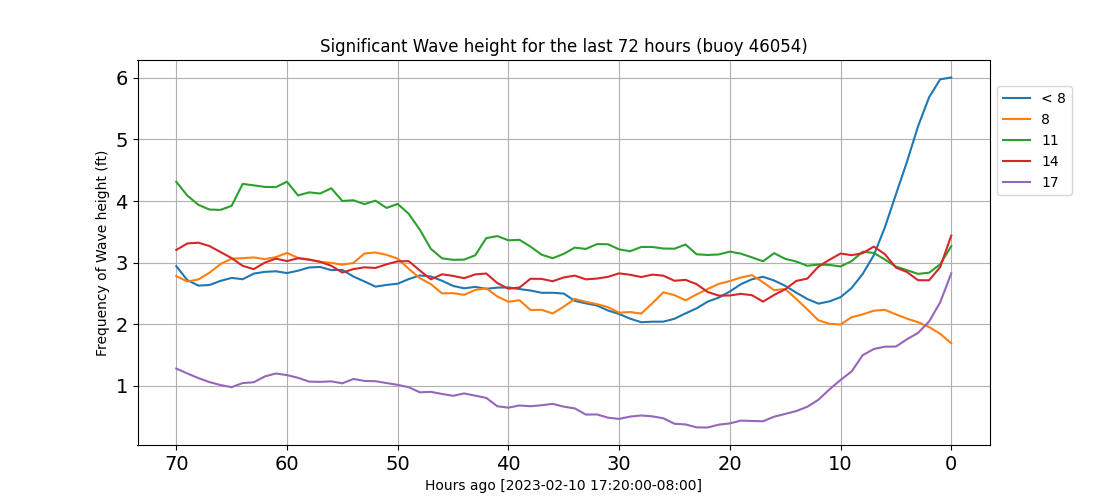 Significant Wave height for the last 72 hours (buoy 46054)
Frequency of Wave height (ft)
6
5
4
3
2
1
70 60 50 40 30 20 10 0
Hours ago [2023-02-10 17:20:00-08:00]
< 8
8
11
14
17